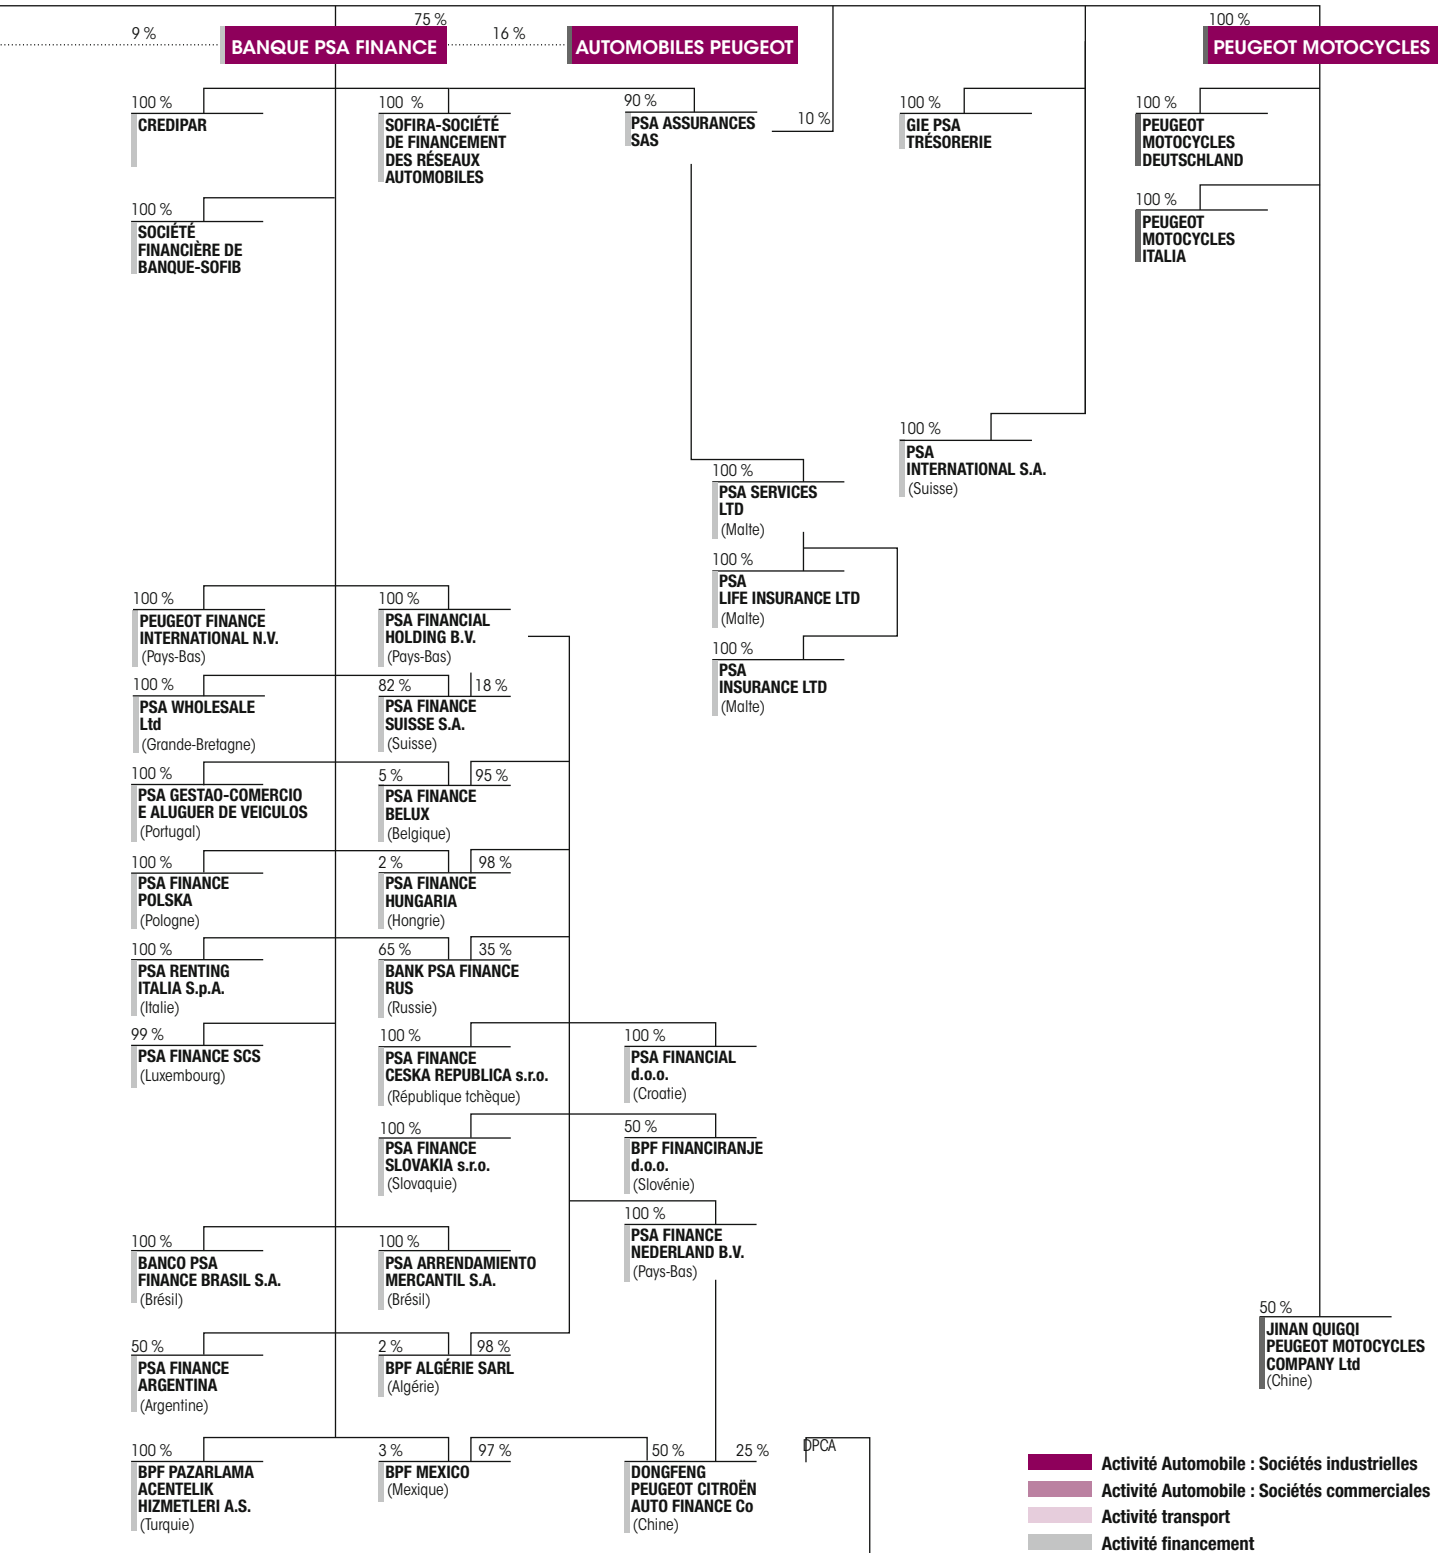 75 %
100 %
9 %
BANQUE PSA FINANCE
16 %
AUTOMOBILES PEUGEOT
PEUGEOT MOTOCYCLES
100 %
CREDIPAR
100 %
SOFIRA-SOCIÉTÉ
DE FINANCEMENT
DES RÉSEAUX
AUTOMOBILES
90 %
PSA ASSURANCES
SAS
10 %
100 %
GIE PSA
TRÉSORERIE
100 %
PEUGEOT
MOTOCYCLES
DEUTSCHLAND
100 %
SOCIÉTÉ
FINANCIÈRE DE
BANQUE-SOFIB
100 %
PEUGEOT
MOTOCYCLES
ITALIA
100 %
PSA
INTERNATIONAL S.A.
(Suisse)
100 %
PSA SERVICES
LTD
(Malte)
100 %
PSA
LIFE INSURANCE LTD
(Malte)
100 %
PSA
INSURANCE LTD
(Malte)
100 %
PEUGEOT FINANCE
INTERNATIONAL N.V.
(Pays-Bas)
100 %
PSA FINANCIAL
HOLDING B.V.
(Pays-Bas)
100 %
PSA WHOLESALE
Ltd
(Grande-Bretagne)
82 %
18 %
PSA FINANCE
SUISSE S.A.
(Suisse)
100 %
PSA GESTAO-COMERCIO
E ALUGUER DE VEICULOS
(Portugal)
5 %
95 %
PSA FINANCE
BELUX
(Belgique)
100 %
PSA FINANCE
POLSKA
(Pologne)
2 %
98 %
PSA FINANCE
HUNGARIA
(Hongrie)
100 %
PSA RENTING
ITALIA S.p.A.
(Italie)
65 %
35 %
BANK PSA FINANCE
RUS
(Russie)
99 %
PSA FINANCE SCS
(Luxembourg)
100 %
PSA FINANCE
CESKA REPUBLICA s.r.o.
(République tchèque)
100 %
PSA FINANCIAL
d.o.o.
(Croatie)
100 %
PSA FINANCE
SLOVAKIA s.r.o.
(Slovaquie)
50 %
BPF FINANCIRANJE
d.o.o.
(Slovénie)
100 %
PSA FINANCE
NEDERLAND B.V.
(Pays-Bas)
100 %
BANCO PSA
FINANCE BRASIL S.A.
(Brésil)
100 %
PSA ARRENDAMIENTO
MERCANTIL S.A.
(Brésil)
50 %
JINAN QUIGQI
PEUGEOT MOTOCYCLES
COMPANY Ltd
(Chine)
50 %
PSA FINANCE
ARGENTINA
(Argentine)
2 %
98 %
BPF ALGÉRIE SARL
(Algérie)
100 %
BPF PAZARLAMA
ACENTELIK
HIZMETLERI A.S.
(Turquie)
3 %
97 %
BPF MEXICO
(Mexique)
50 %
25 %
DPCA
DONGFENG
PEUGEOT CITROËN
AUTO FINANCE Co
(Chine)
Activité Automobile : Sociétés industrielles
Activité Automobile : Sociétés commerciales
Activité transport
Activité financement